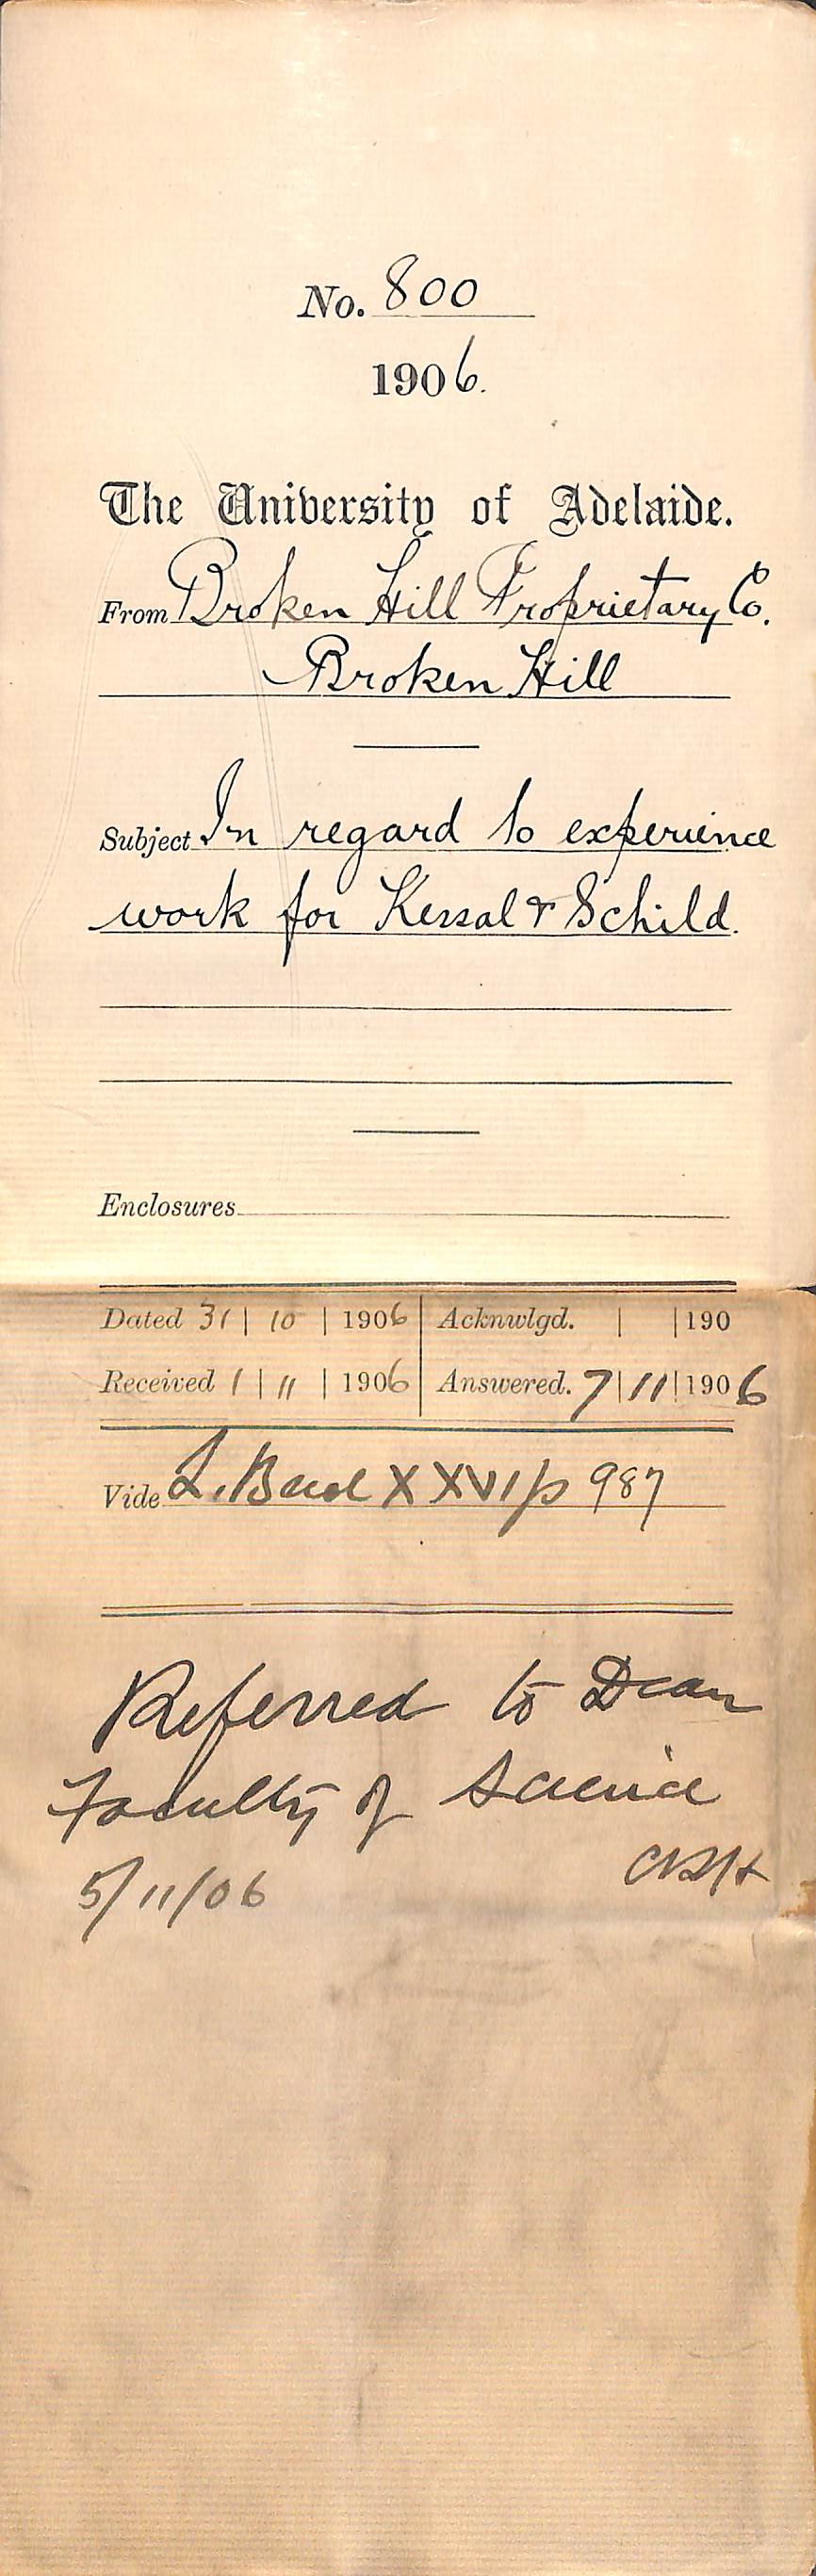 No. 800
1906.
The University of Adelaide.
From Broken Hill Proprietary Co.
Broken Hill
Subject In regard to experience
work for Kessal & Schild.
Enclosures
Dated 31 | 10 | 1906 | Acknwlgd. | | 190
Received 1 | 11 | 1906 | Answered. 7 | 11 | 1906
Vide L. XXVI p 987
Referred to Dean
Faculty of Science
5/11/06